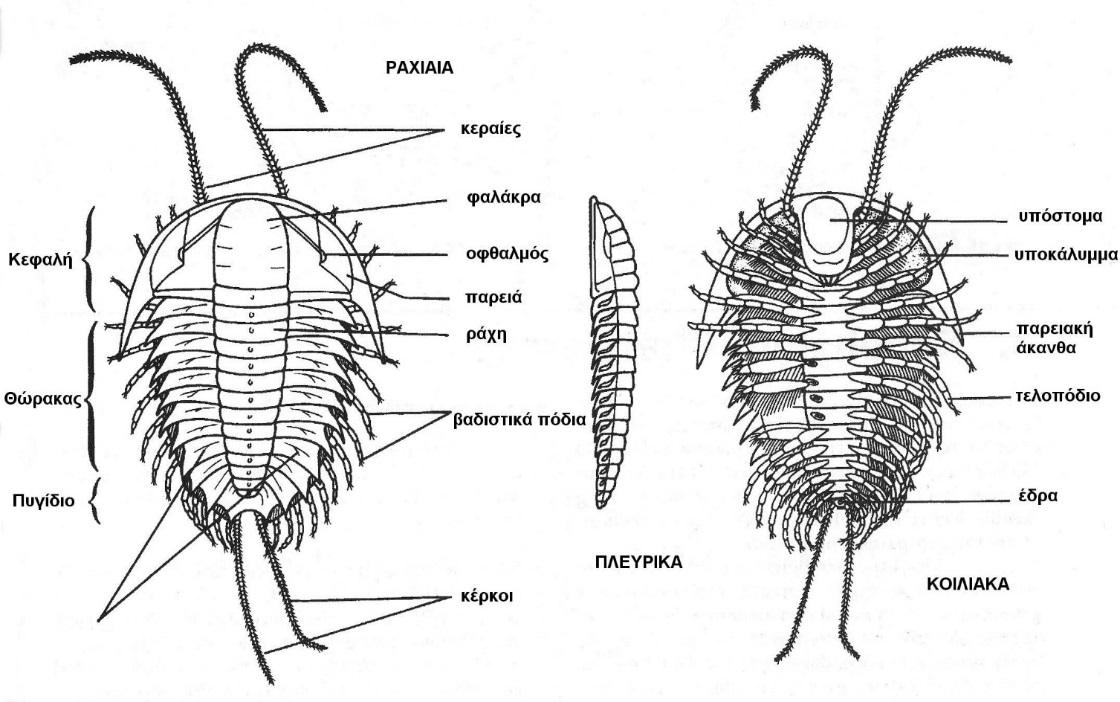 ΡΑΧΙΑΙΑ
κεραίες
φαλάκρα
οφθαλμός
παρειά
ράχη
βαδιστικά πόδια
κέρκοι
Κεφαλή
Θώρακας
Πυγίδιο
ΠΛΕΥΡΙΚΑ
υπόστομα
υποκάλυμμα
παρειακή
άκανθα
τελοπόδιο
έδρα
ΚΟΙΛΙΑΚΑ